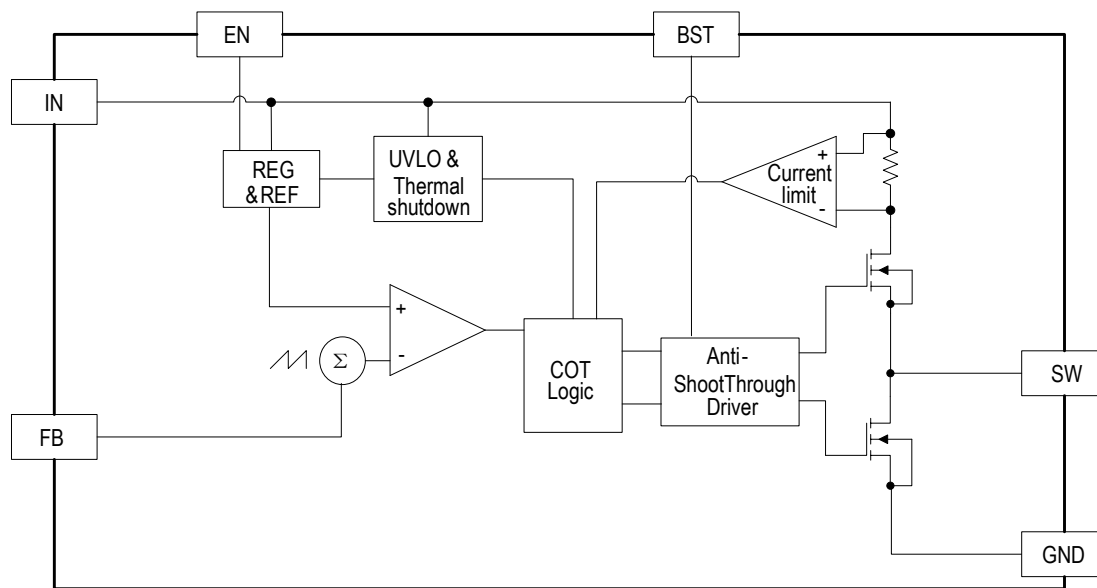 EN
BST
IN
REG
&REF
UVLO &
Thermal
shutdown
+
Current
limit
-
+
-
Σ
COT
Logic
Anti-
ShootThrough
Driver
SW
FB
GND